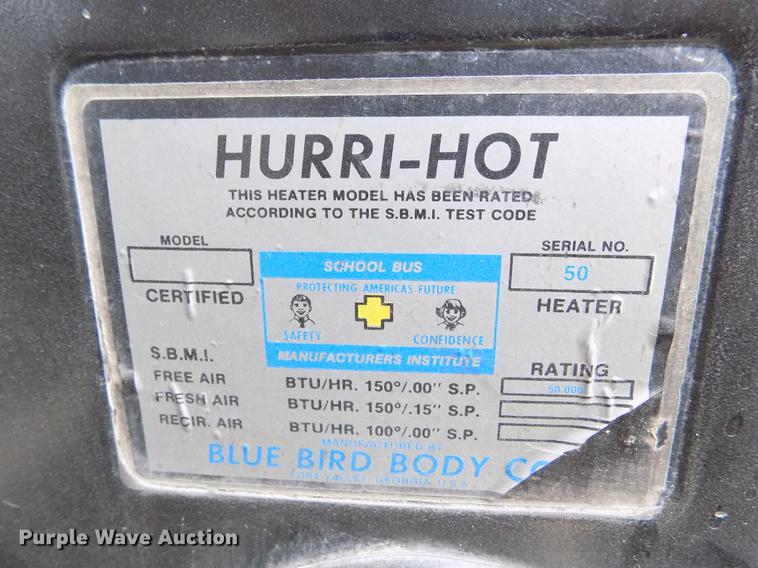 HURRI-HOT
THIS HEATER MODEL HAS BEEN RATED
ACCORDING TO THE S.B.M.I. TEST CODE
MODEL
CERTIFIED
SCHOOL BUS
PROTECTING AMERICAS FUTURE
SAFETY
CONFIDENCE
MANUFACTURERS INSTITUTE
SERIAL NO.
50
HEATER
RATING
S.B.M.I.
FREE AIR BTU/HR. 150°/.00" S.P. 50,000
FRESH AIR BTU/HR. 150°/.15" S.P.
RECIR. AIR BTU/HR. 100°/.00" S.P.
MANUFACTURED BY
BLUE BIRD BODY
VALLEY, GEORGIA, U.S.A.
Purple Wave Auction